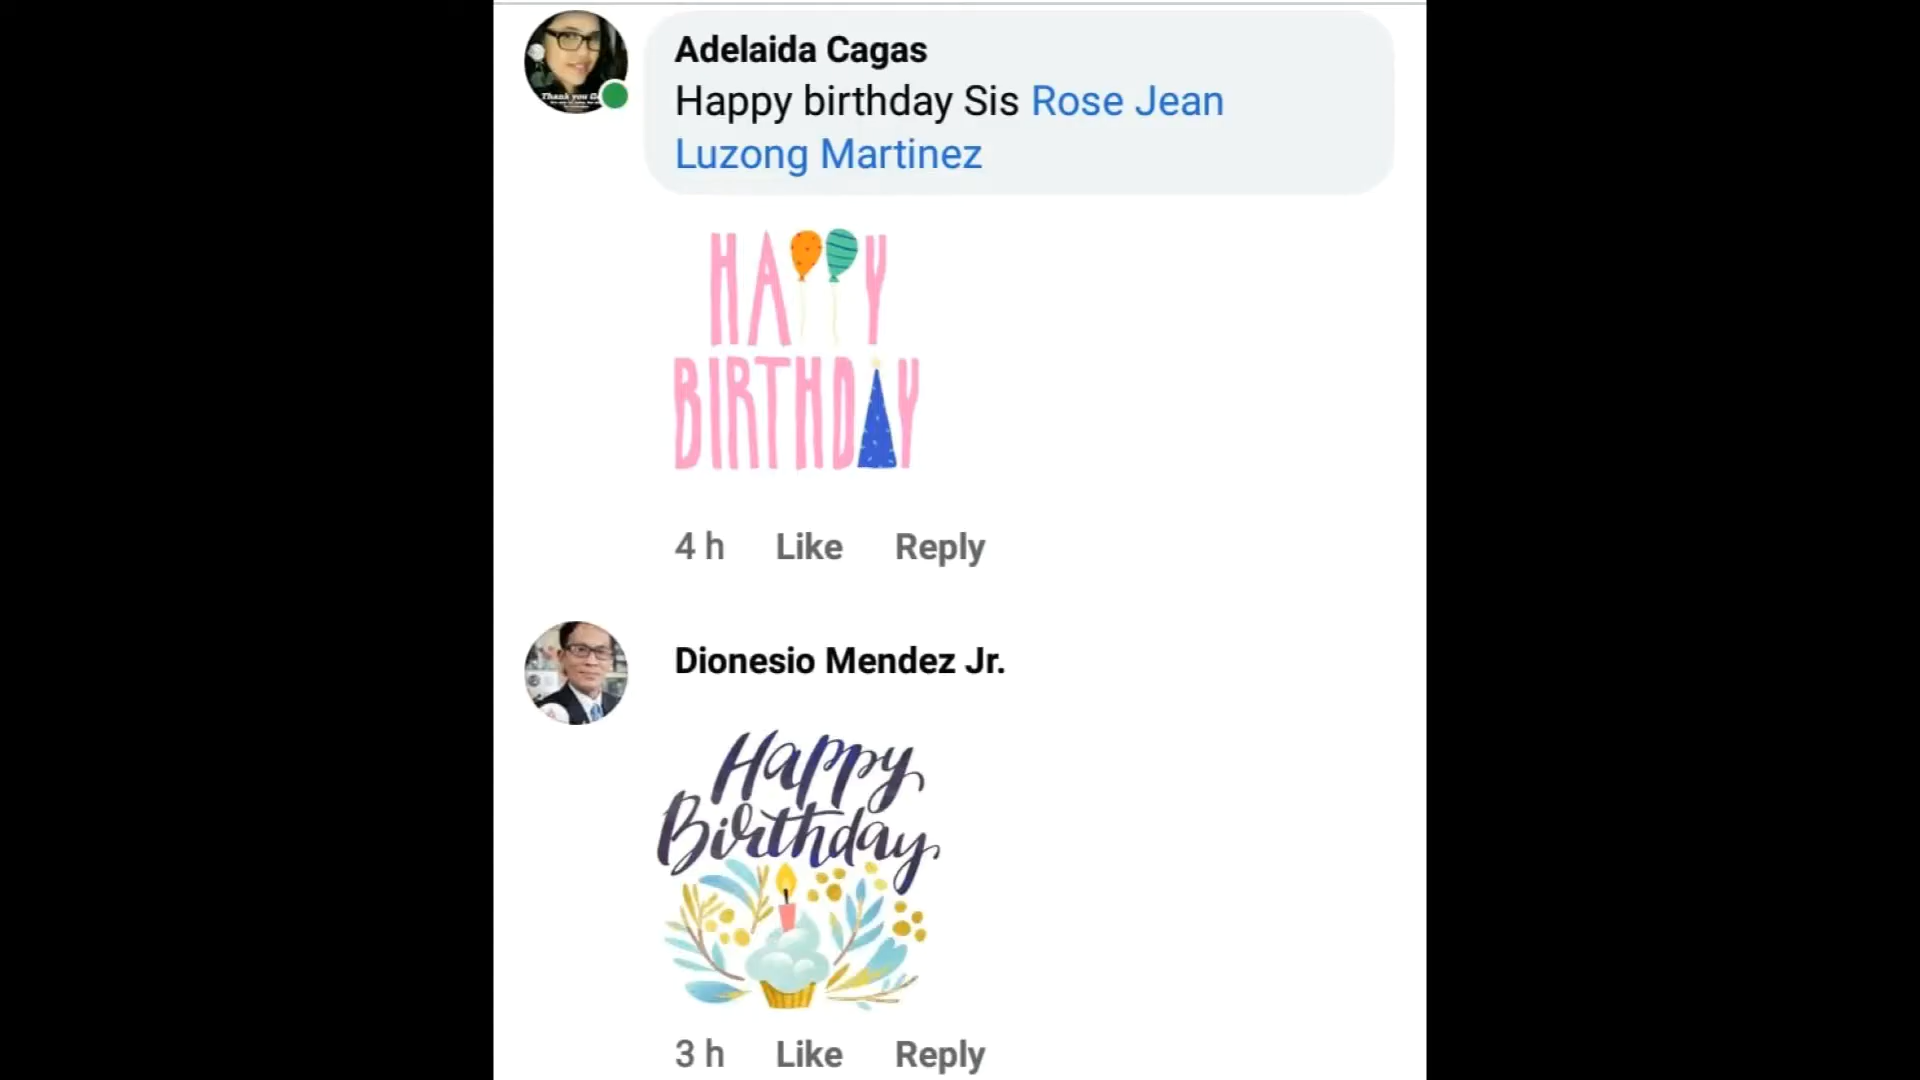 Adelaida Cagas
Happy birthday Sis Rose Jean
Luzong Martinez
HAPPY
BIRTHDAY
4 h Like Reply
Dionesio Mendez Jr.
Happy
Birthday
3 h Like Reply